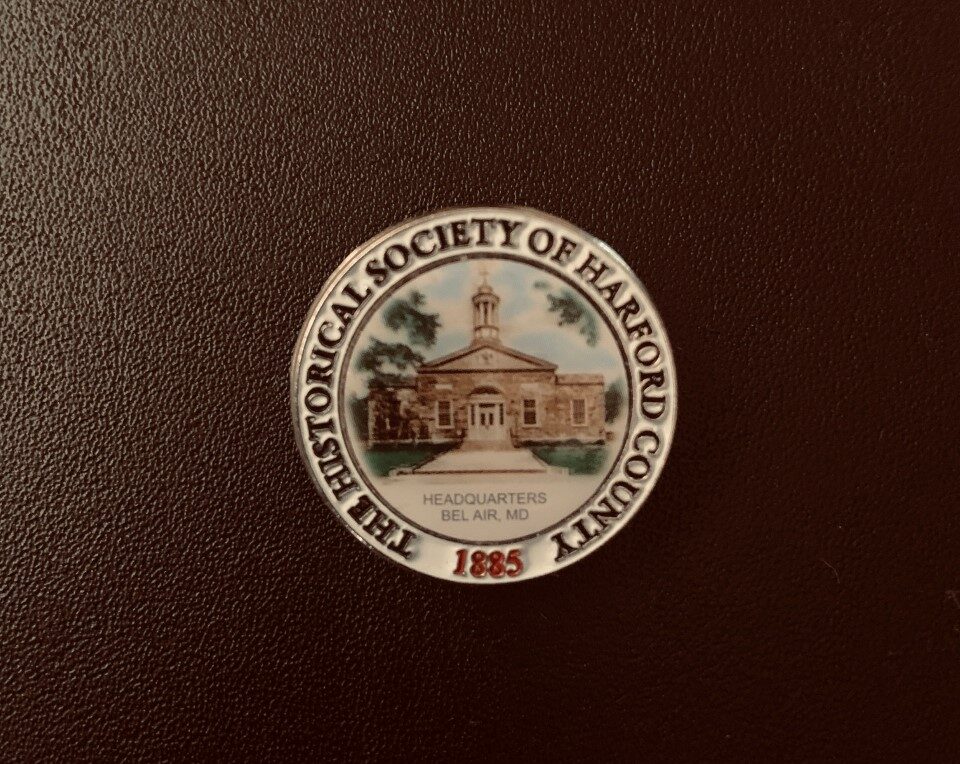 THE HISTORICAL SOCIETY OF HARFORD COUNTY
HEADQUARTERS
BEL AIR, MD
1885